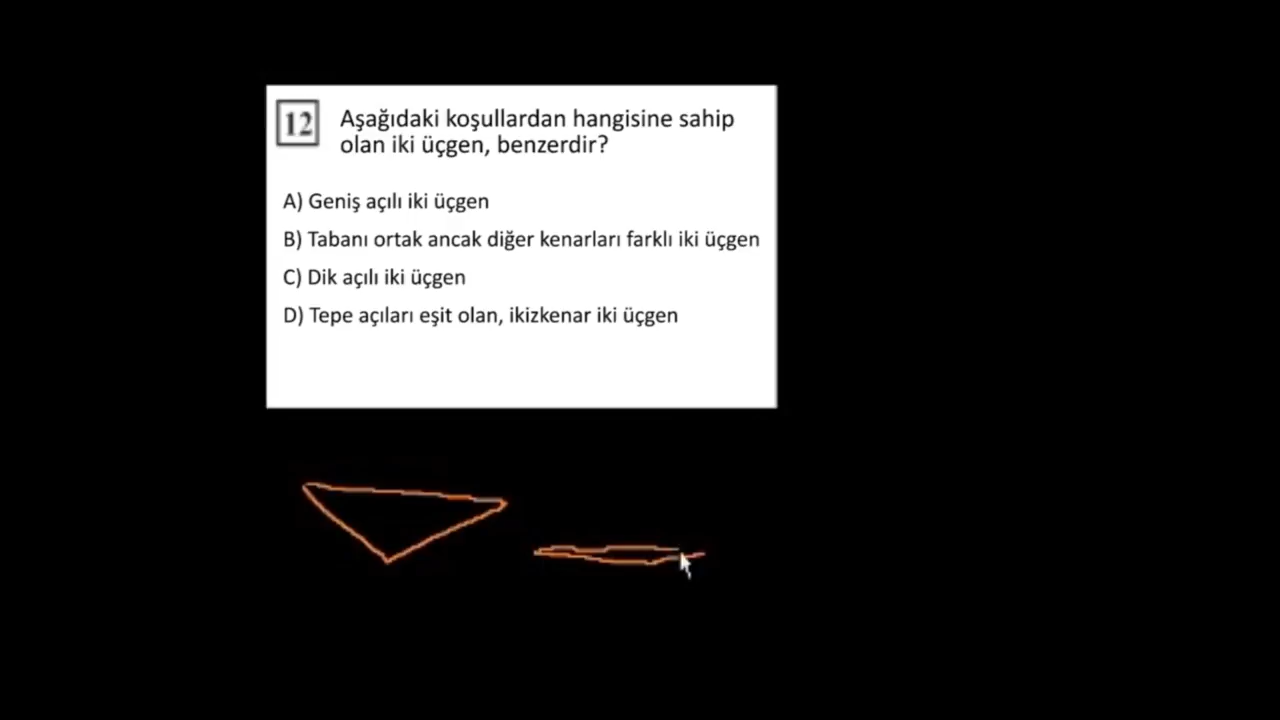 12 Aşağıdaki koşullardan hangisine sahip
olan iki üçgen, benzerdir?
A) Geniş açılı iki üçgen
B) Tabanı ortak ancak diğer kenarları farklı iki üçgen
C) Dik açılı iki üçgen
D) Tepe açıları eşit olan, ikizkenar iki üçgen